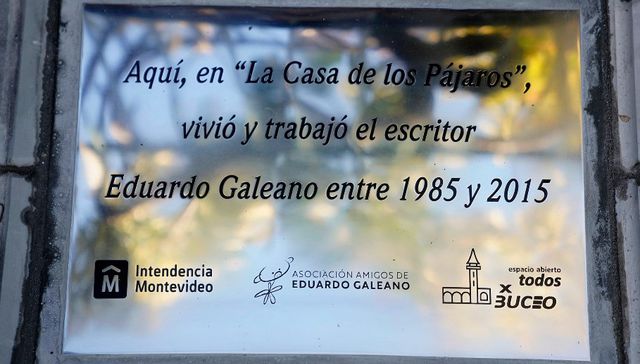 Aquí, en “La Casa de los Pájaros”,
vivió y trabajó el escritor
Eduardo Galeano entre 1985 y 2015
Intendencia
Montevideo
ASOCIACIÓN AMIGOS DE
EDUARDO GALEANO
espacio abierto
todos
x
BUCEO